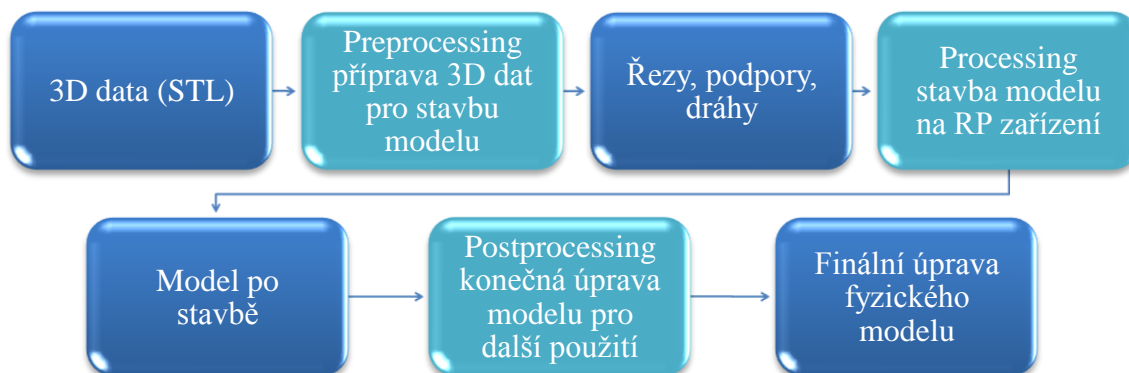 3D data (STL)
Preprocessing
příprava 3D dat
pro stavbu
modelu
Řezy, podpory,
dráhy
Processing
stavba modelu
na RP zařízení
Model po
stavbě
Postprocessing
konečná úprava
modelu pro
další použití
Finální úprava
fyzického
modelu